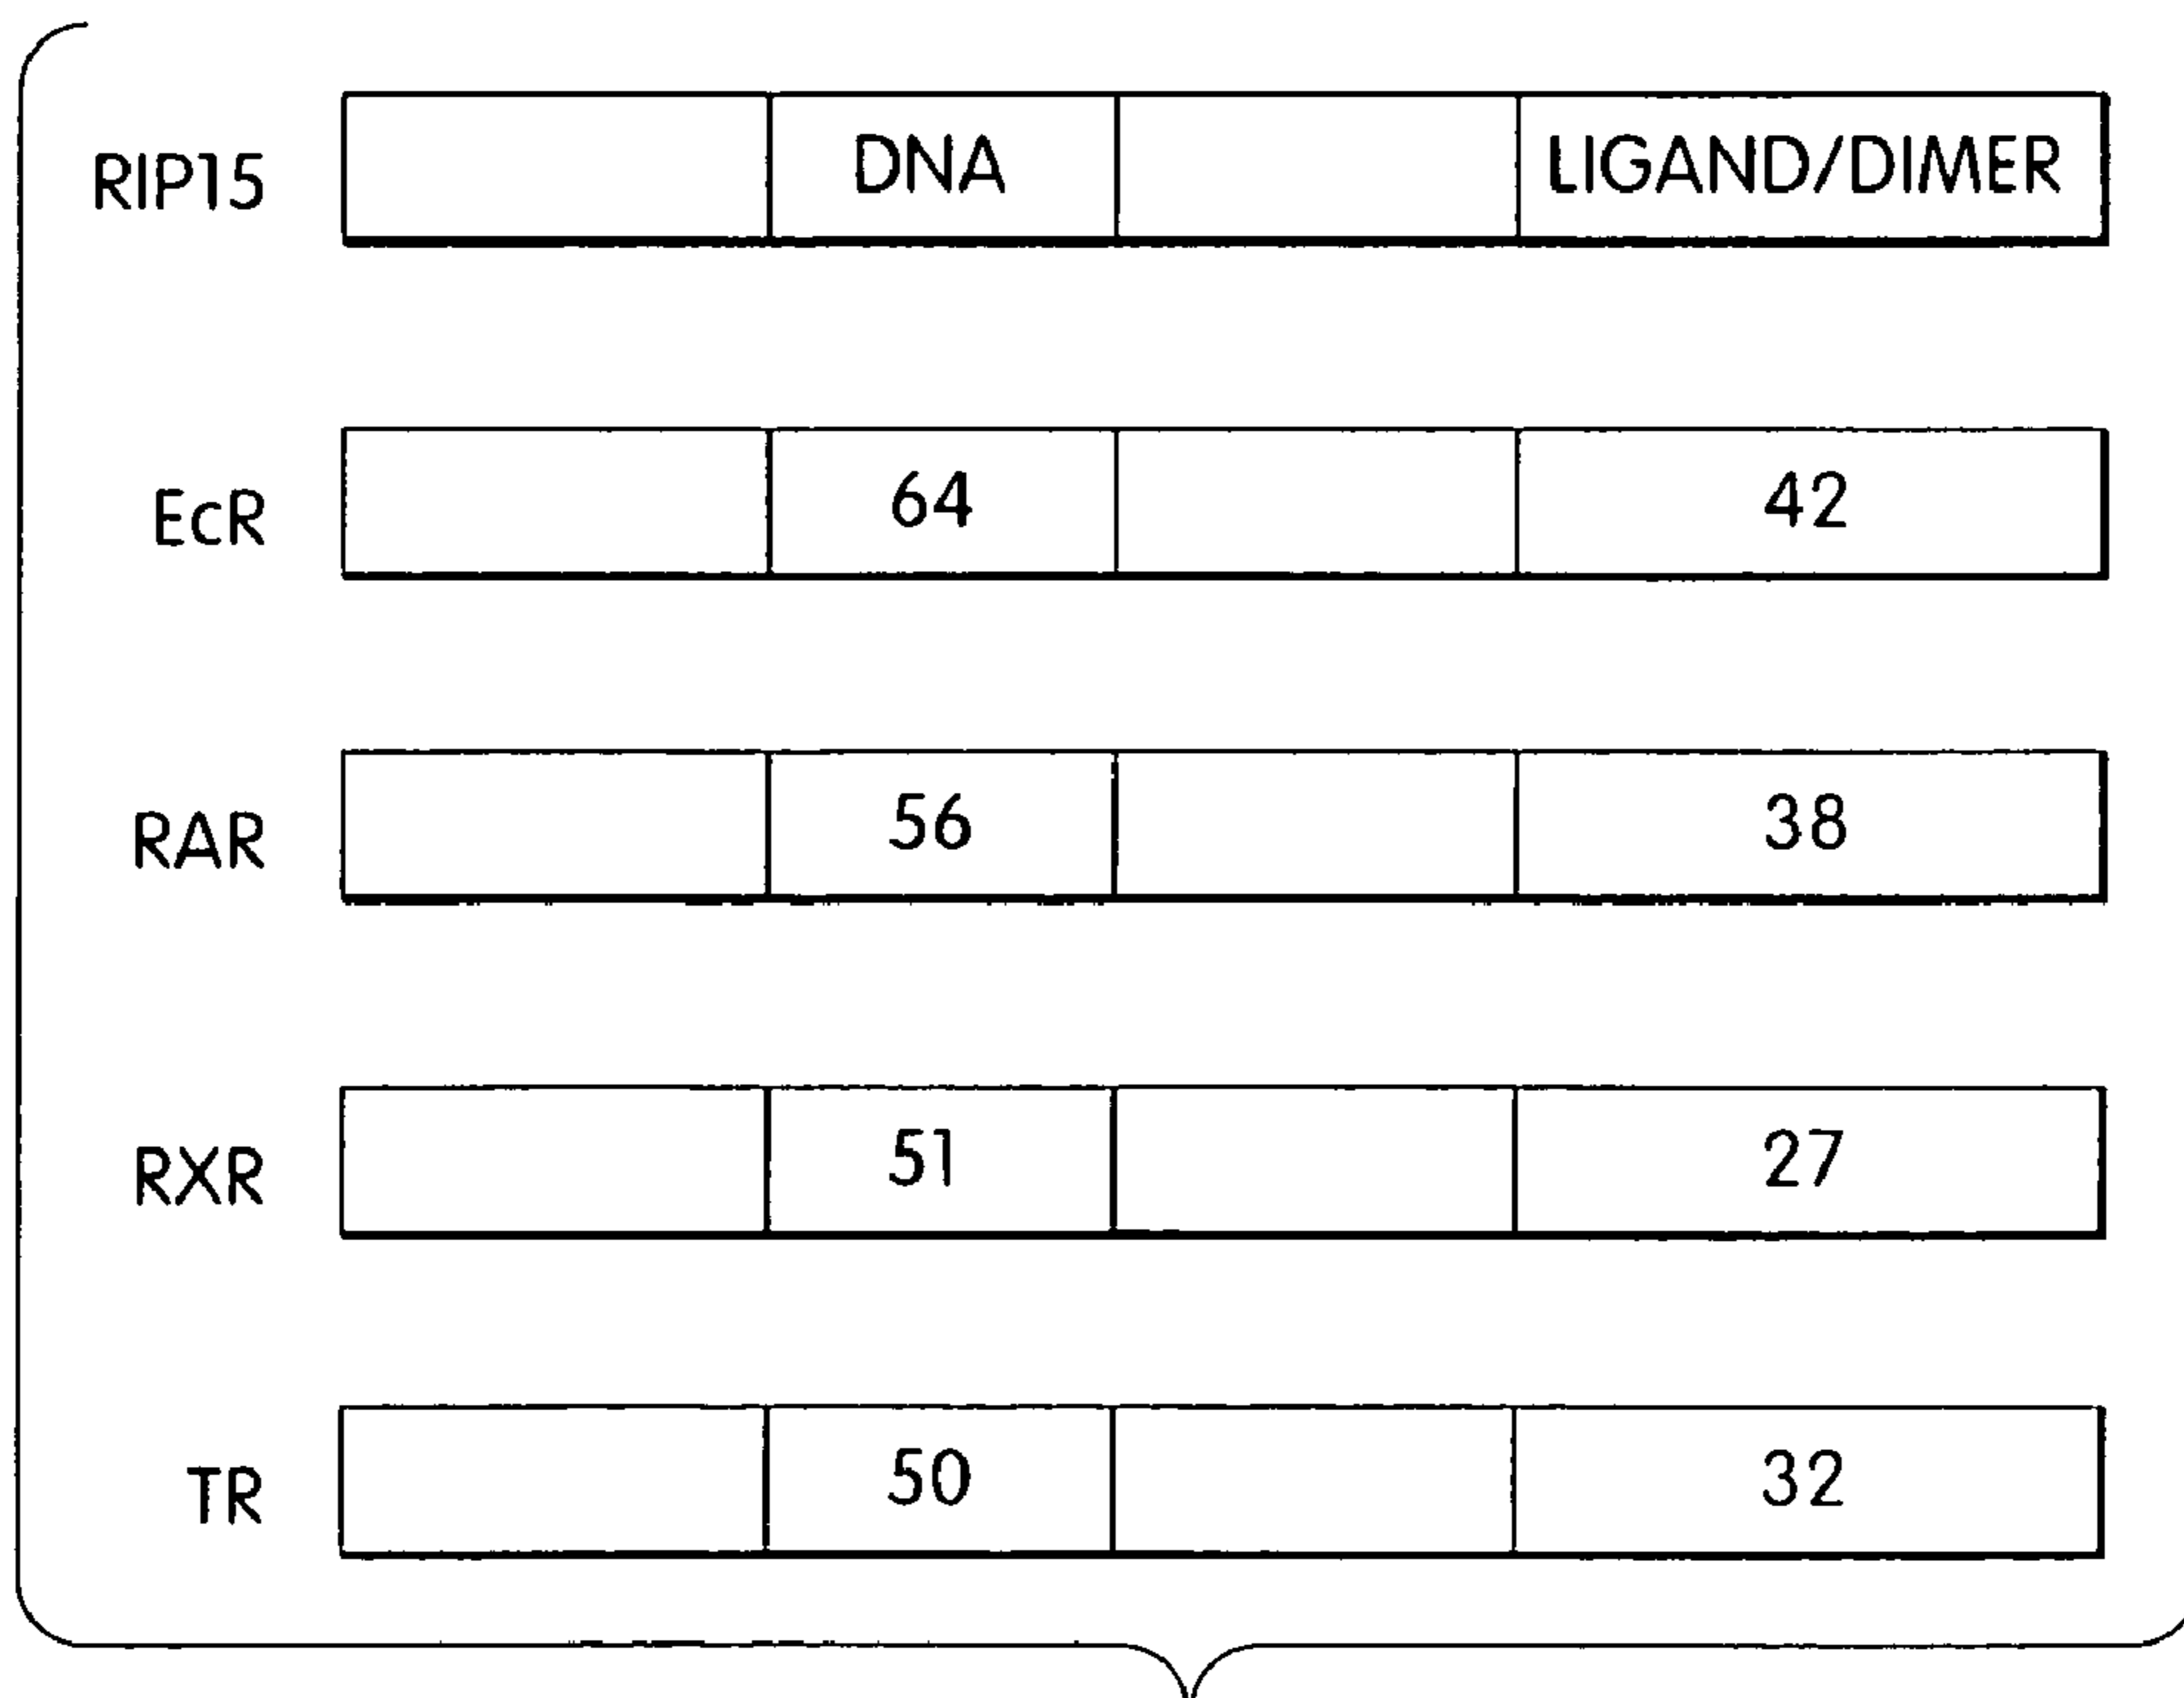 RIP15 DNA LIGAND/DIMER
EcR 64 42
RAR 56 38
RXR 51 27
TR 50 32